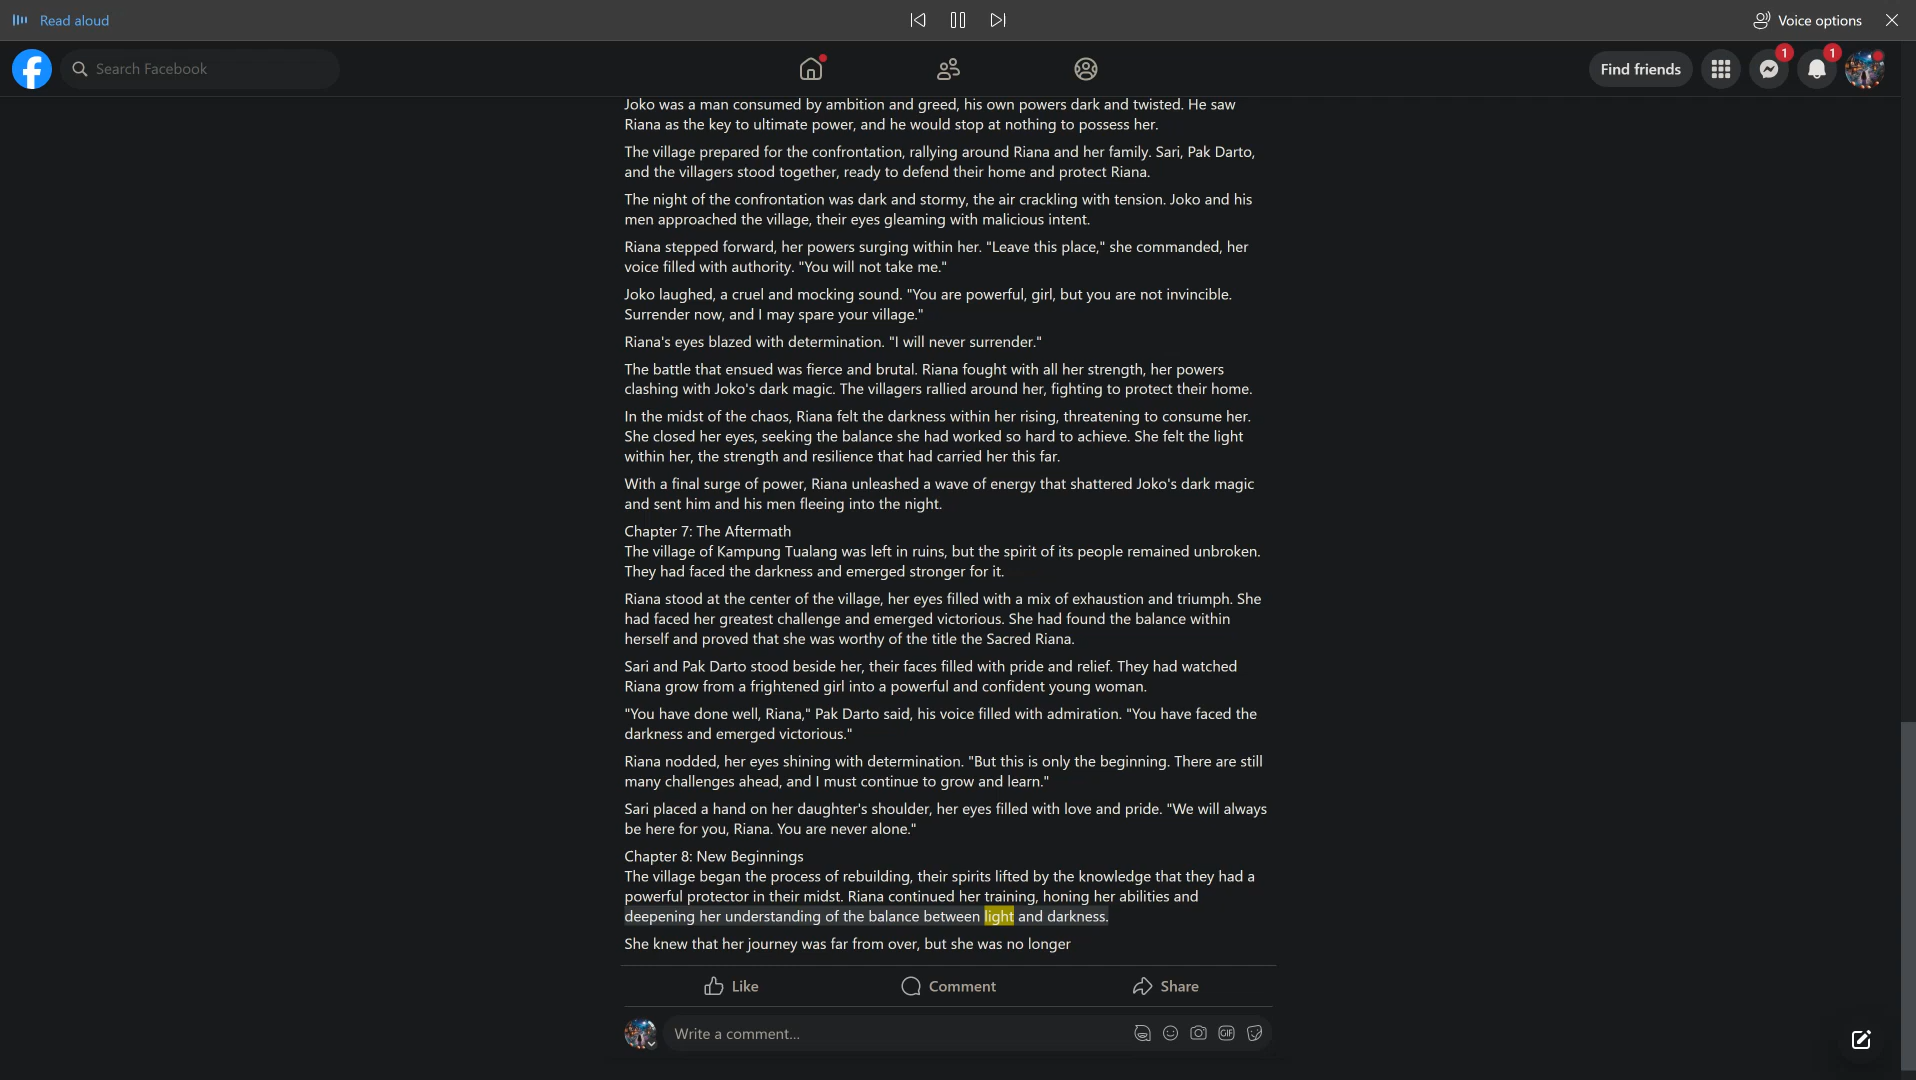 Read aloud
Voice options
Search Facebook
Find friends
1
1
Joko was a man consumed by ambition and greed, his own powers dark and twisted. He saw
Riana as the key to ultimate power, and he would stop at nothing to possess her.
The village prepared for the confrontation, rallying around Riana and her family. Sari, Pak Darto,
and the villagers stood together, ready to defend their home and protect Riana.
The night of the confrontation was dark and stormy, the air crackling with tension. Joko and his
men approached the village, their eyes gleaming with malicious intent.
Riana stepped forward, her powers surging within her. "Leave this place," she commanded, her
voice filled with authority. "You will not take me."
Joko laughed, a cruel and mocking sound. "You are powerful, girl, but you are not invincible.
Surrender now, and I may spare your village."
Riana's eyes blazed with determination. "I will never surrender."
The battle that ensued was fierce and brutal. Riana fought with all her strength, her powers
clashing with Joko's dark magic. The villagers rallied around her, fighting to protect their home.
In the midst of the chaos, Riana felt the darkness within her rising, threatening to consume her.
She closed her eyes, seeking the balance she had worked so hard to achieve. She felt the light
within her, the strength and resilience that had carried her this far.
With a final surge of power, Riana unleashed a wave of energy that shattered Joko's dark magic
and sent him and his men fleeing into the night.
Chapter 7: The Aftermath
The village of Kampung Tualang was left in ruins, but the spirit of its people remained unbroken.
They had faced the darkness and emerged stronger for it.
Riana stood at the center of the village, her eyes filled with a mix of exhaustion and triumph. She
had faced her greatest challenge and emerged victorious. She had found the balance within
herself and proved that she was worthy of the title the Sacred Riana.
Sari and Pak Darto stood beside her, their faces filled with pride and relief. They had watched
Riana grow from a frightened girl into a powerful and confident young woman.
"You have done well, Riana," Pak Darto said, his voice filled with admiration. "You have faced the
darkness and emerged victorious."
Riana nodded, her eyes shining with determination. "But this is only the beginning. There are still
many challenges ahead, and I must continue to grow and learn."
Sari placed a hand on her daughter's shoulder, her eyes filled with love and pride. "We will always
be here for you, Riana. You are never alone."
Chapter 8: New Beginnings
The village began the process of rebuilding, their spirits lifted by the knowledge that they had a
powerful protector in their midst. Riana continued her training, honing her abilities and
deepening her understanding of the balance between light and darkness.
She knew that her journey was far from over, but she was no longer
Like
Comment
Share
Write a comment...
GIF